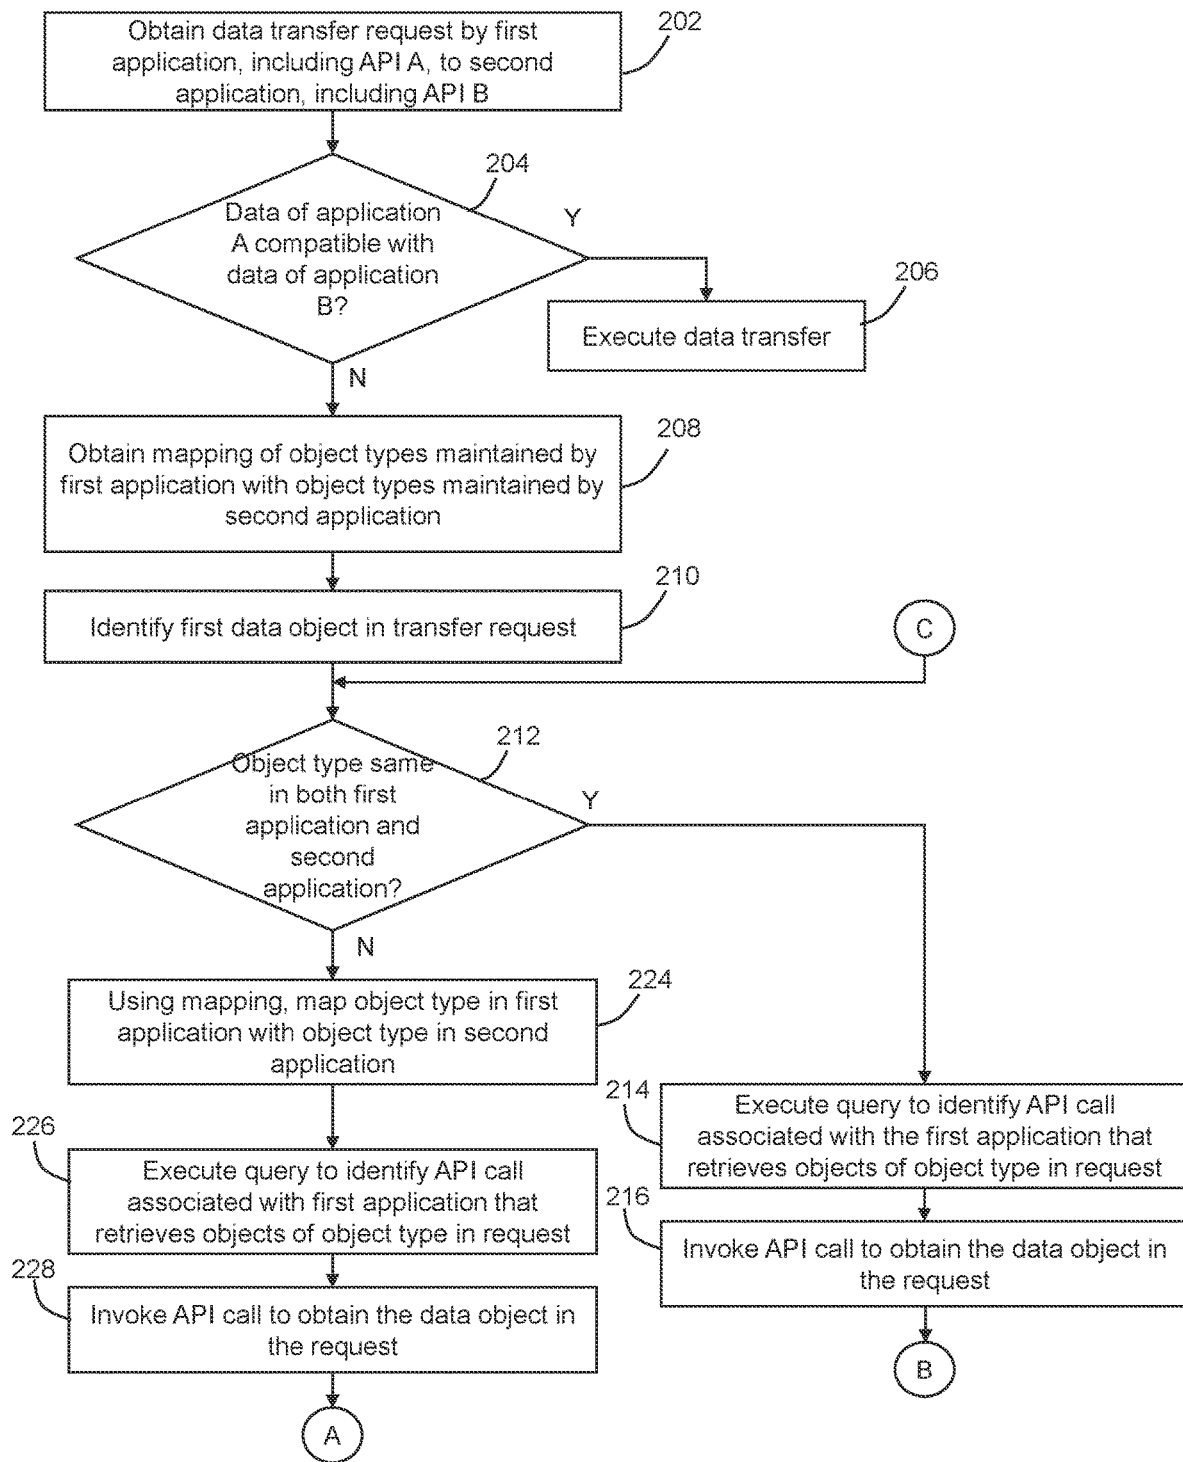 Obtain data transfer request by first
application, including API A, to second
application, including API B
202
204
Data of application
A compatible with
data of application
B?
Y
206
Execute data transfer
N
208
Obtain mapping of object types maintained by
first application with object types maintained by
second application
210
Identify first data object in transfer request
C
212
Object type same
in both first
application and
second
application?
Y
N
224
Using mapping, map object type in first
application with object type in second
application
214
Execute query to identify API call
associated with the first application that
retrieves objects of object type in request
226
Execute query to identify API call
associated with first application that
retrieves objects of object type in request
216
Invoke API call to obtain the data object in
the request
228
Invoke API call to obtain the data object in
the request
B
A